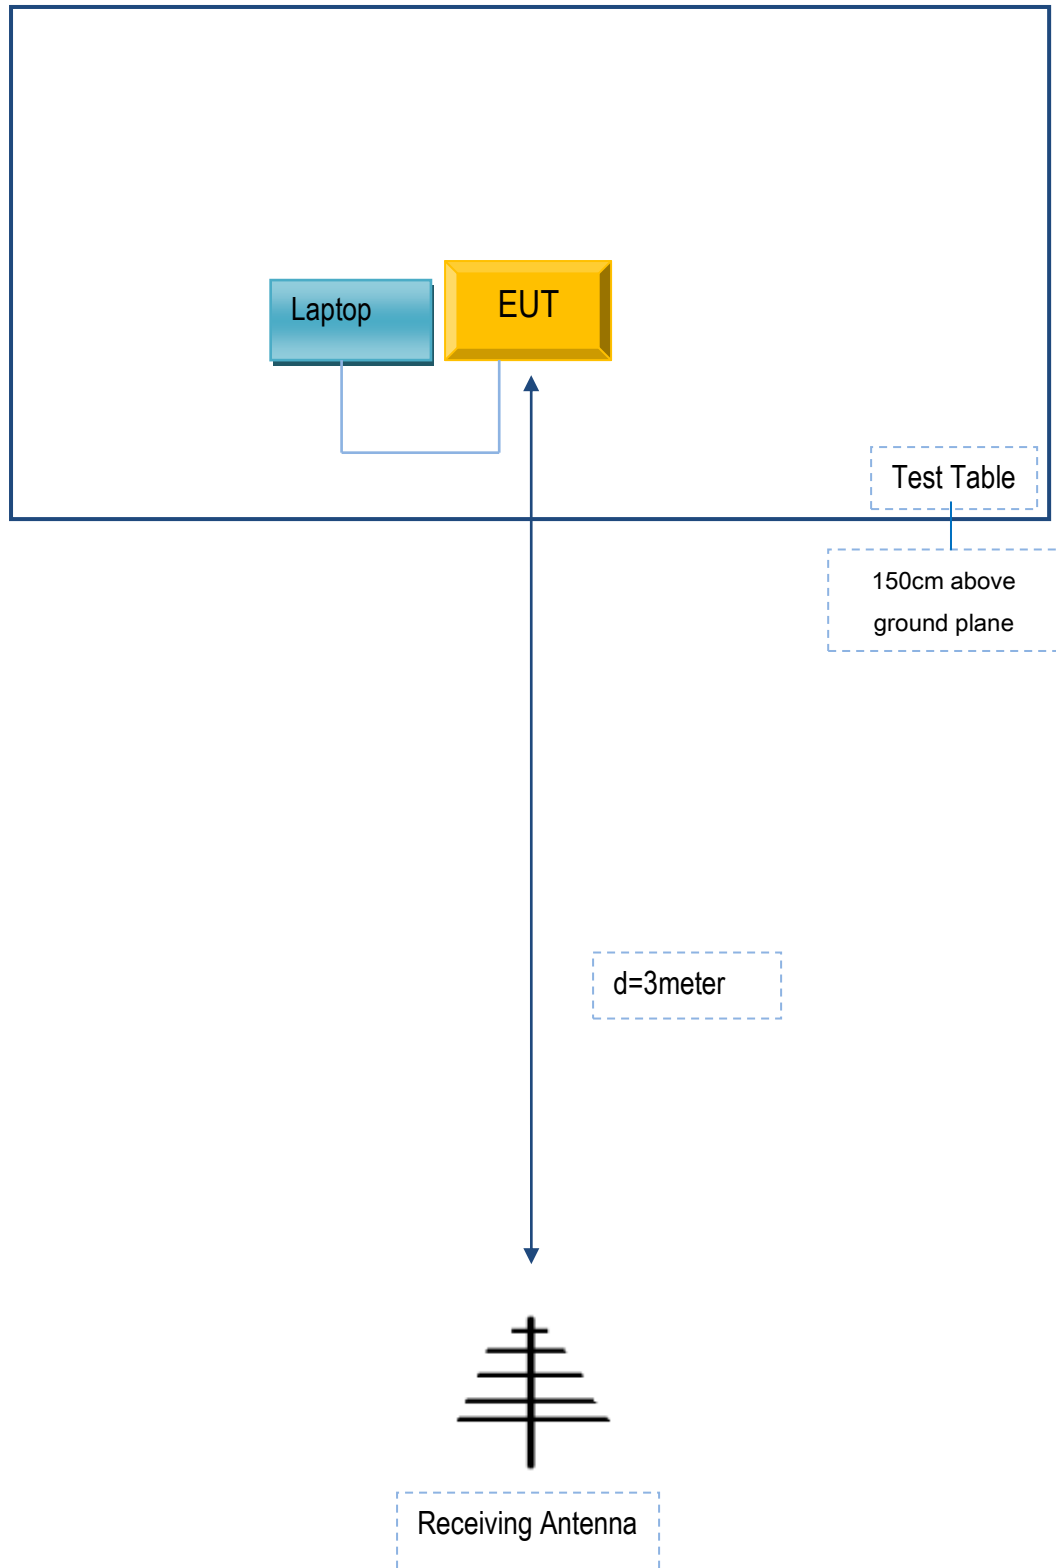 Laptop
EUT
Test Table
150cm above
ground plane
d=3meter
Receiving Antenna